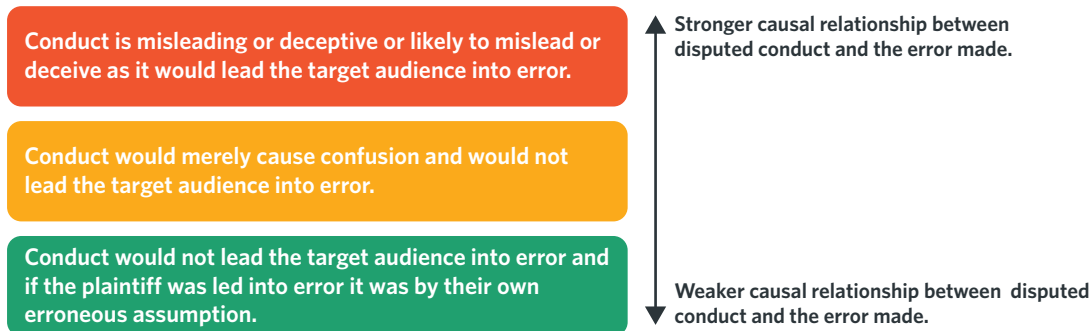 Conduct is misleading or deceptive or likely to mislead or
deceive as it would lead the target audience into error.
Stronger causal relationship between
disputed conduct and the error made.
Conduct would merely cause confusion and would not
lead the target audience into error.
Conduct would not lead the target audience into error and
if the plaintiff was led into error it was by their own
erroneous assumption.
Weaker causal relationship between disputed
conduct and the error made.